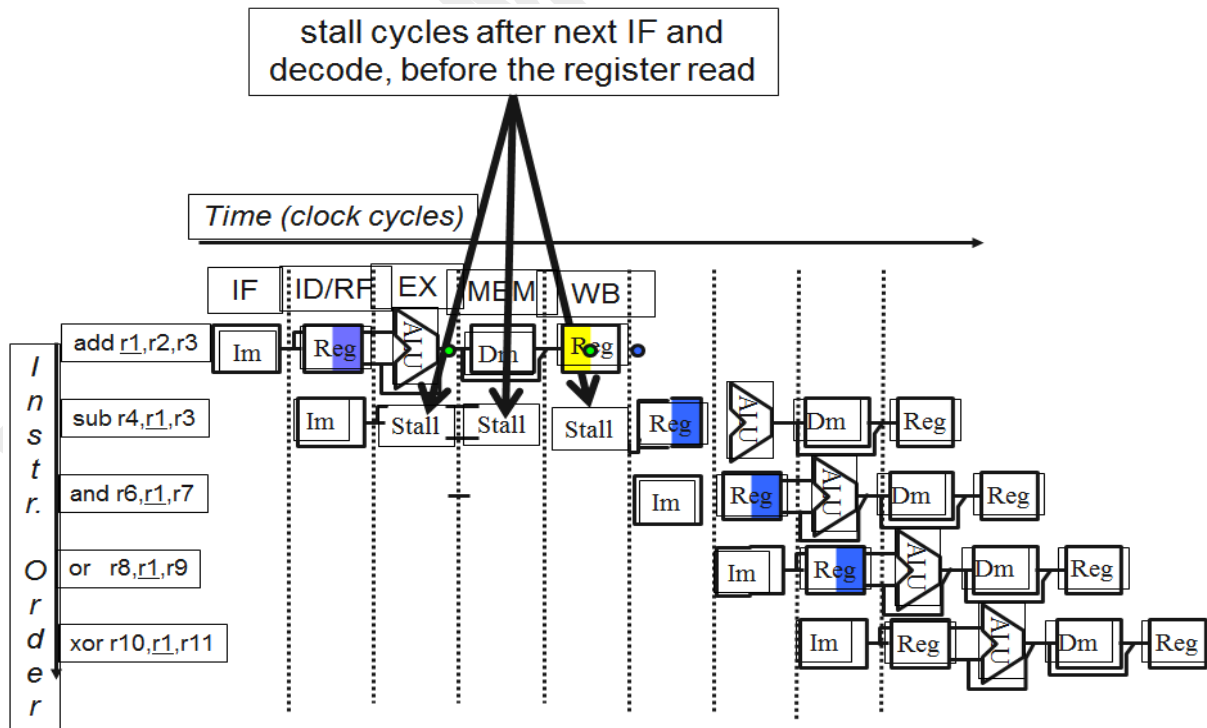 stall cycles after next IF and
decode, before the register read
Time (clock cycles)
IF ID/RF EX MEM WB
Instr. Order
add r1,r2,r3 Im Reg ALU Dm Reg
sub r4,r1,r3 Im Stall Stall Stall Reg ALU Dm Reg
and r6,r1,r7 Im Reg ALU Dm Reg
or r8,r1,r9 Im Reg ALU Dm Reg
xor r10,r1,r11 Im Reg ALU Dm Reg